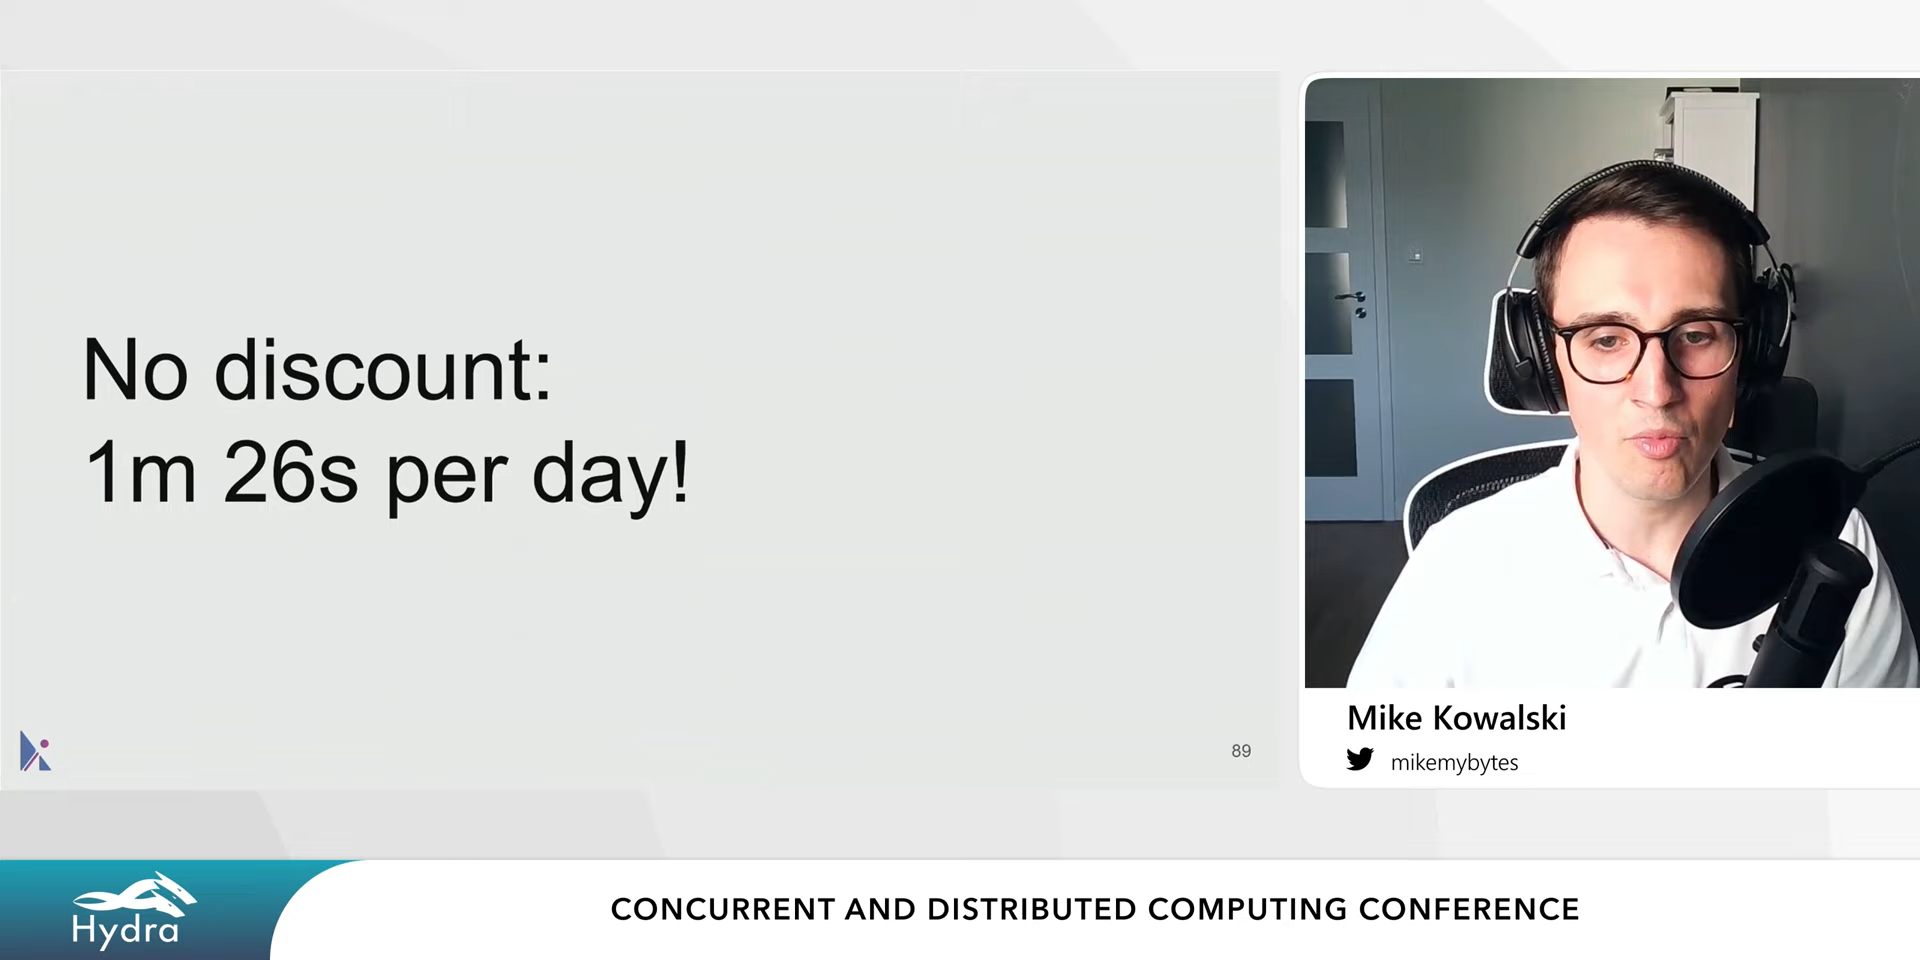 No discount:
1m 26s per day!
89
Mike Kowalski
mikemybytes
Hydra
CONCURRENT AND DISTRIBUTED COMPUTING CONFERENCE